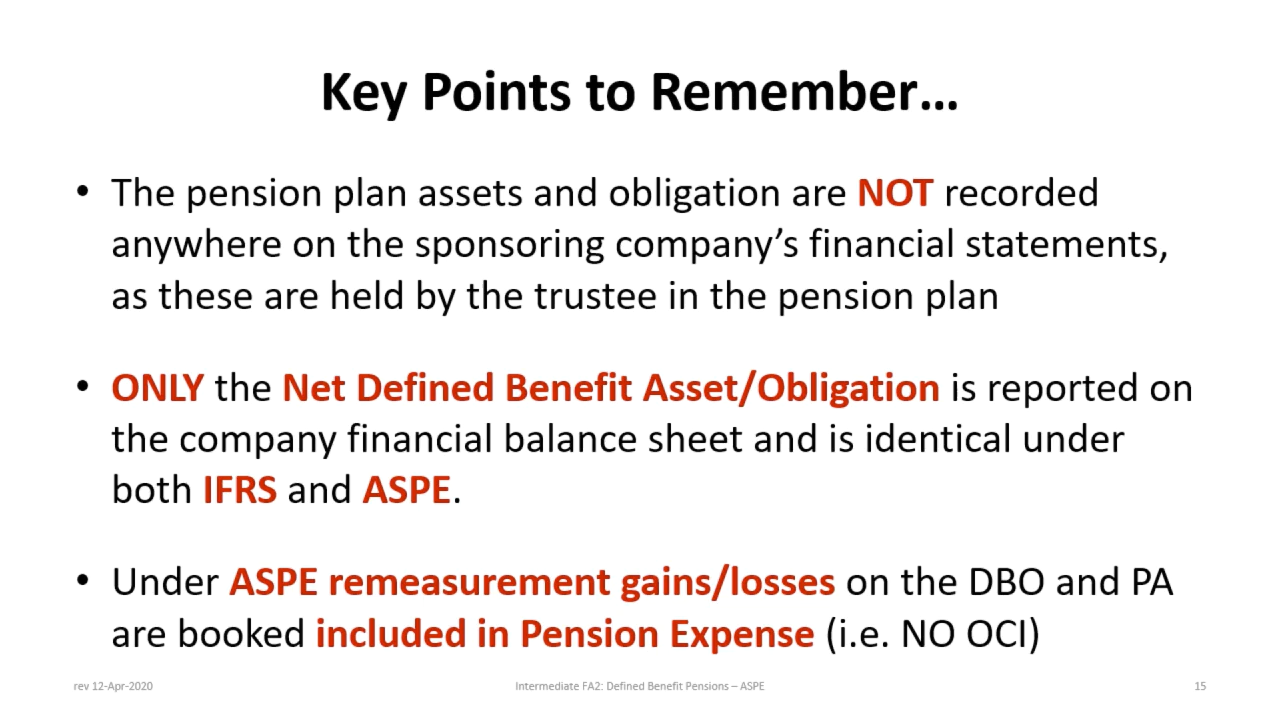 Key Points to Remember…
• The pension plan assets and obligation are NOT recorded
anywhere on the sponsoring company’s financial statements,
as these are held by the trustee in the pension plan
• ONLY the Net Defined Benefit Asset/Obligation is reported on
the company financial balance sheet and is identical under
both IFRS and ASPE.
• Under ASPE remeasurement gains/losses on the DBO and PA
are booked included in Pension Expense (i.e. NO OCI)
rev 12-Apr-2020
Intermediate FA2: Defined Benefit Pensions – ASPE
15